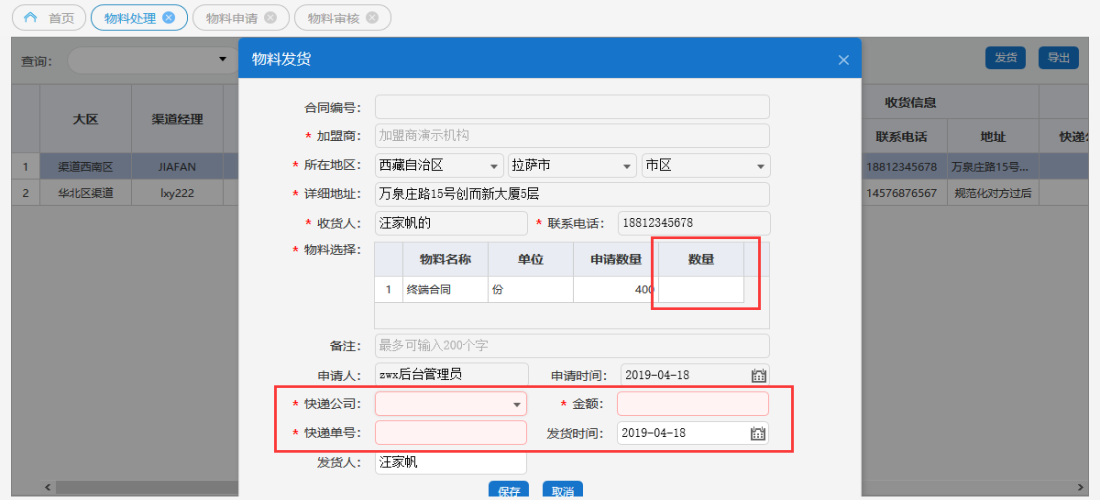 首页 物料处理 物料申请 物料审核
查询： 物料发货 发货 导出
大区 渠道经理 收货信息
联系电话 地址
1 渠道西南区 JIAFAN 18812345678 万泉庄路15号...
2 华北区渠道 lxy222 14576876567 规范化对方过后
合同编号：
* 加盟商： 加盟商演示机构
* 所在地区： 西藏自治区 拉萨市 市区
* 详细地址： 万泉庄路15号创而新大厦5层
* 收货人： 汪家帆的 * 联系电话： 18812345678
* 物料选择：
物料名称 单位 申请数量 数量
1 终端合同 份 400
备注： 最多可输入200个字
申请人： zwx后台管理员 申请时间： 2019-04-18
* 快递公司： * 金额：
* 快递单号： 发货时间： 2019-04-18
发货人： 汪家帆
保存 取消